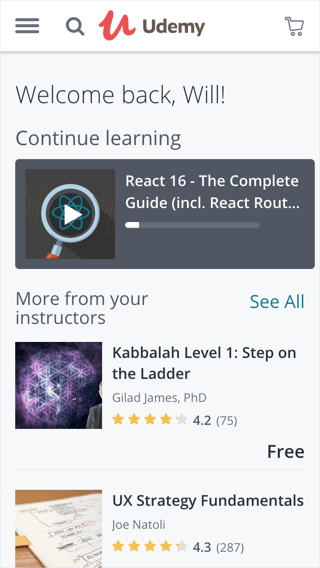 Udemy
Welcome back, Will!
Continue learning
React 16 - The Complete
Guide (incl. React Rout...
More from your
instructors
See All
Kabbalah Level 1: Step on
the Ladder
Gilad James, PhD
4.2 (75)
Free
UX Strategy Fundamentals
Joe Natoli
4.3 (287)